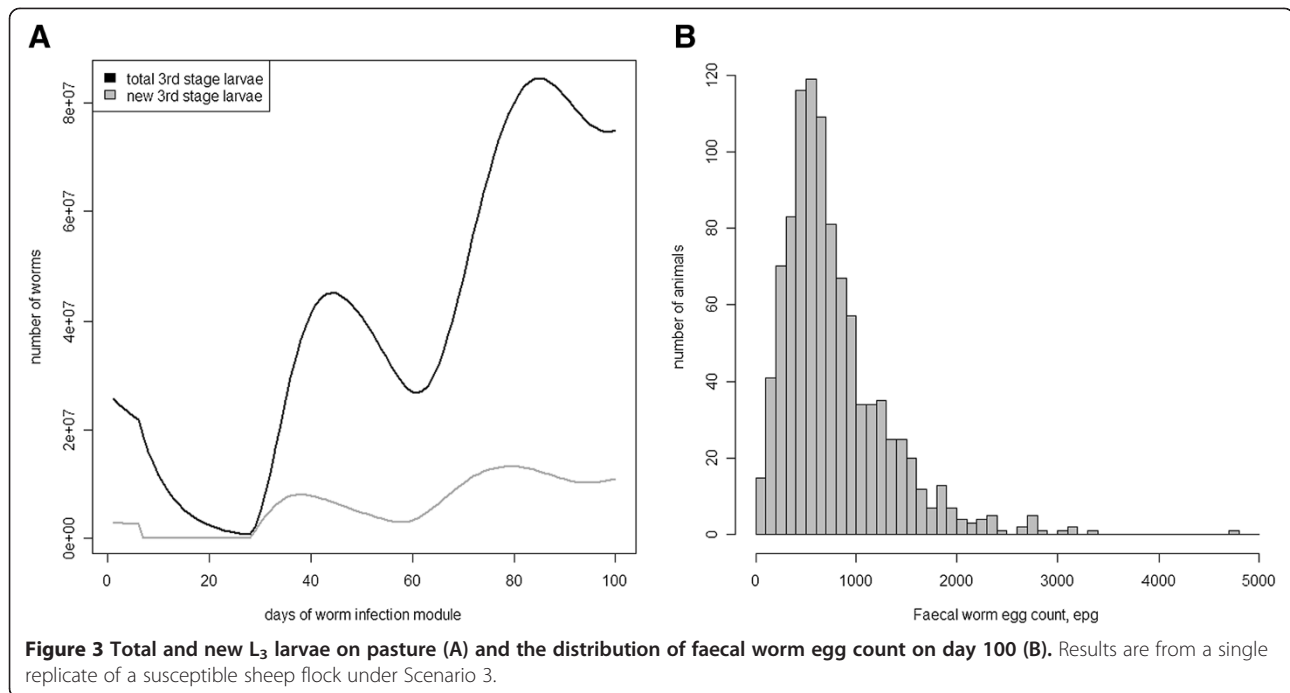 A
total 3rd stage larvae
new 3rd stage larvae
number of worms
0e+00
2e+07
4e+07
6e+07
8e+07
0
20
40
60
80
100
days of worm infection module
B
number of animals
0
20
40
60
80
100
120
0
1000
2000
3000
4000
5000
Faecal worm egg count, epg
Figure 3 Total and new L₃ larvae on pasture (A) and the distribution of faecal worm egg count on day 100 (B). Results are from a single
replicate of a susceptible sheep flock under Scenario 3.